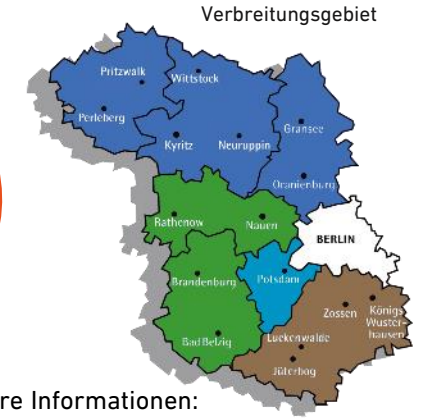 Verbreitungsgebiet
Pritzwalk
Wittstock
Perleberg
Kyritz
Neuruppin
Gransee
Oranienburg
Rathenow
Nauen
BERLIN
Brandenburg
Potsdam
Bad Belzig
Zossen
Königs
Wuster-
hausen
Luckenwalde
Jüterbog
re Informationen: